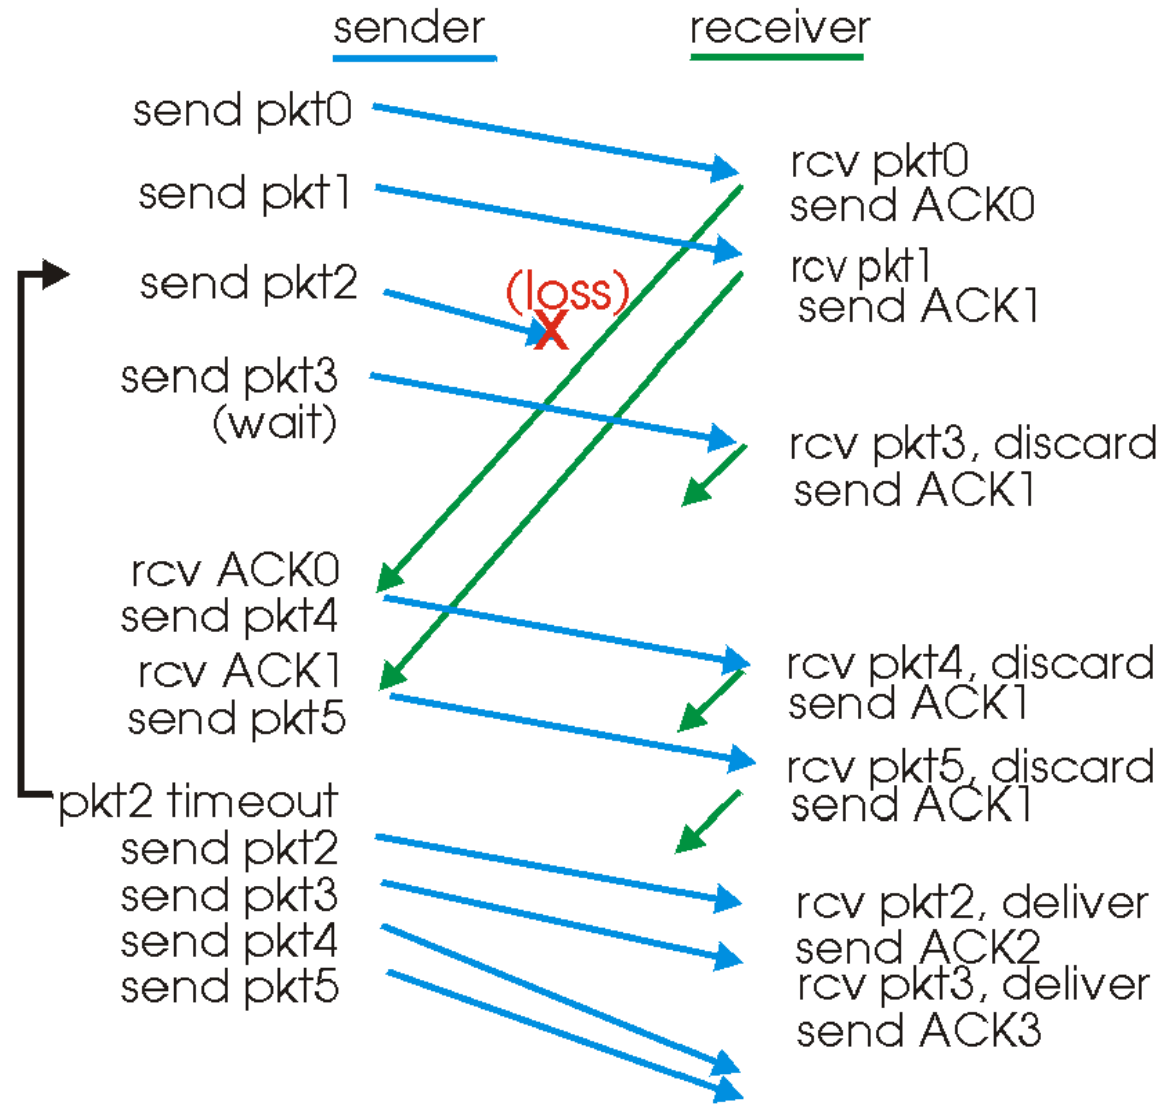 sender
receiver
send pkt0
send pkt1
send pkt2
send pkt3
(wait)
rcv ACK0
send pkt4
rcv ACK1
send pkt5
pkt2 timeout
send pkt2
send pkt3
send pkt4
send pkt5
(loss)
X
rcv pkt0
send ACK0
rcv pkt1
send ACK1
rcv pkt3, discard
send ACK1
rcv pkt4, discard
send ACK1
rcv pkt5, discard
send ACK1
rcv pkt2, deliver
send ACK2
rcv pkt3, deliver
send ACK3